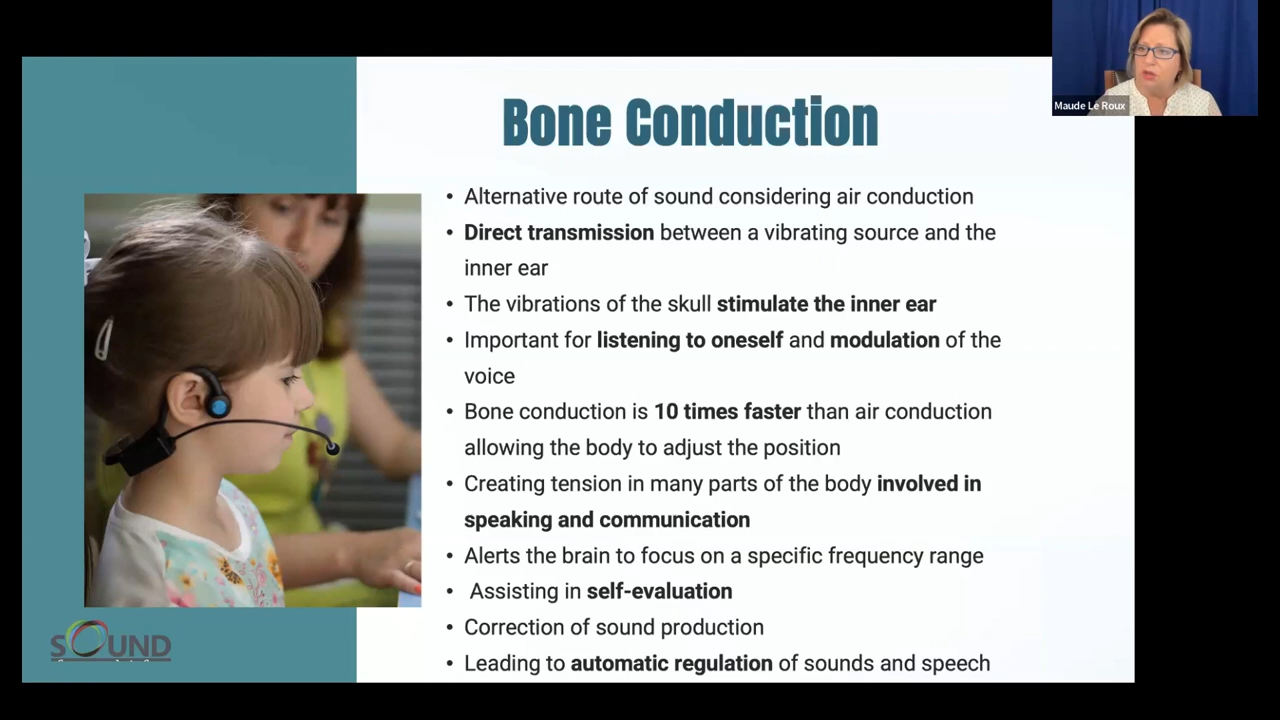 Maude Le Roux
Bone Conduction
• Alternative route of sound considering air conduction
• Direct transmission between a vibrating source and the
inner ear
• The vibrations of the skull stimulate the inner ear
• Important for listening to oneself and modulation of the
voice
• Bone conduction is 10 times faster than air conduction
allowing the body to adjust the position
• Creating tension in many parts of the body involved in
speaking and communication
• Alerts the brain to focus on a specific frequency range
• Assisting in self-evaluation
• Correction of sound production
• Leading to automatic regulation of sounds and speech
SOUND